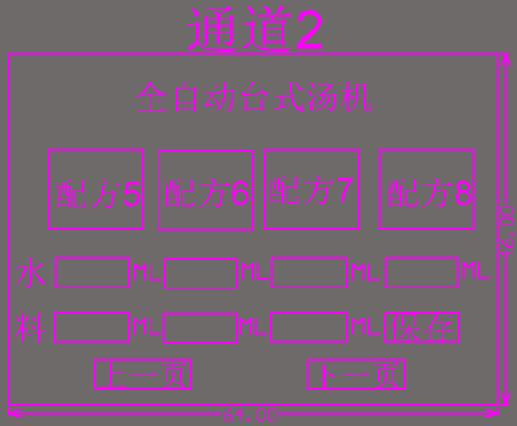 通道2
全自动台式汤机
配方5 配方6 配方7 配方8
水 ML ML ML ML
料 ML ML ML 保存
上一页 下一页